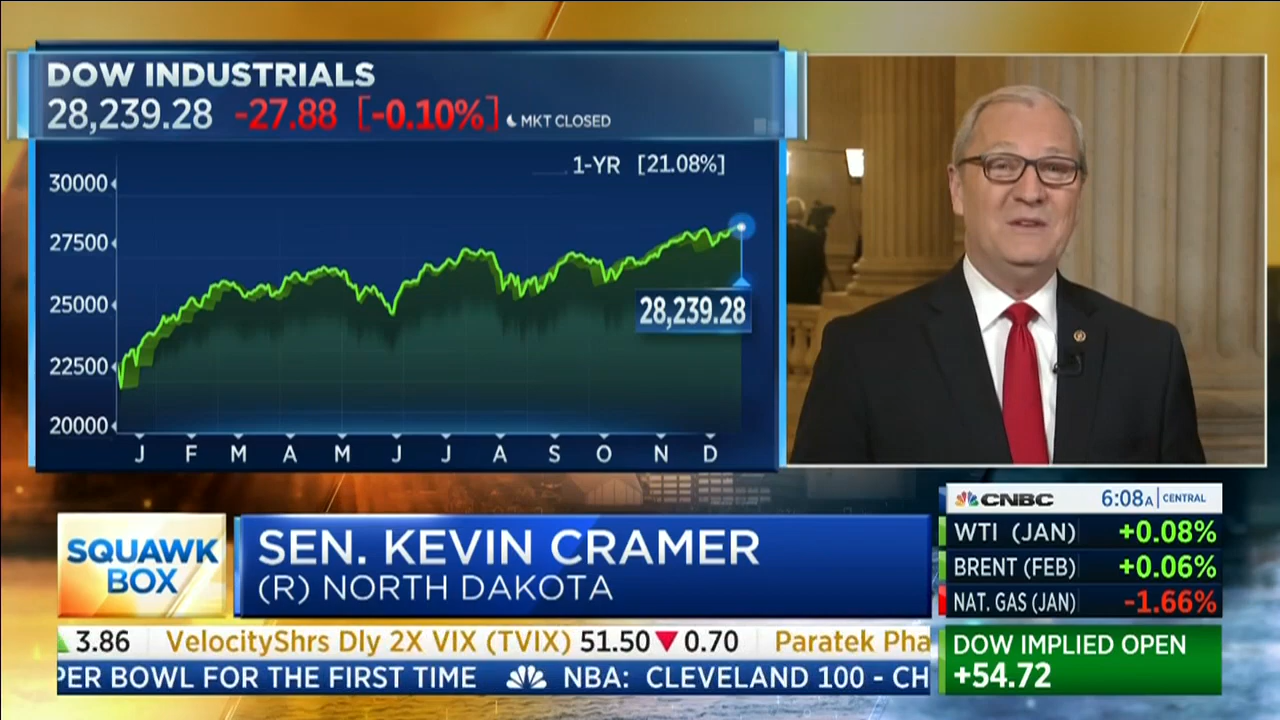 DOW INDUSTRIALS
28,239.28 -27.88 [-0.10%] MKT CLOSED
1-YR [21.08%]
30000
27500
25000
22500
20000
28,239.28
J F M A M J J A S O N D
SQUAWK BOX
SEN. KEVIN CRAMER
(R) NORTH DAKOTA
CNBC 6:08A CENTRAL
WTI (JAN) +0.08%
BRENT (FEB) +0.06%
NAT. GAS (JAN) -1.66%
DOW IMPLIED OPEN
+54.72
3.86 VelocityShrs Dly 2X VIX (TVIX) 51.50 0.70 Paratek Pha
PER BOWL FOR THE FIRST TIME NBA: CLEVELAND 100 - CH